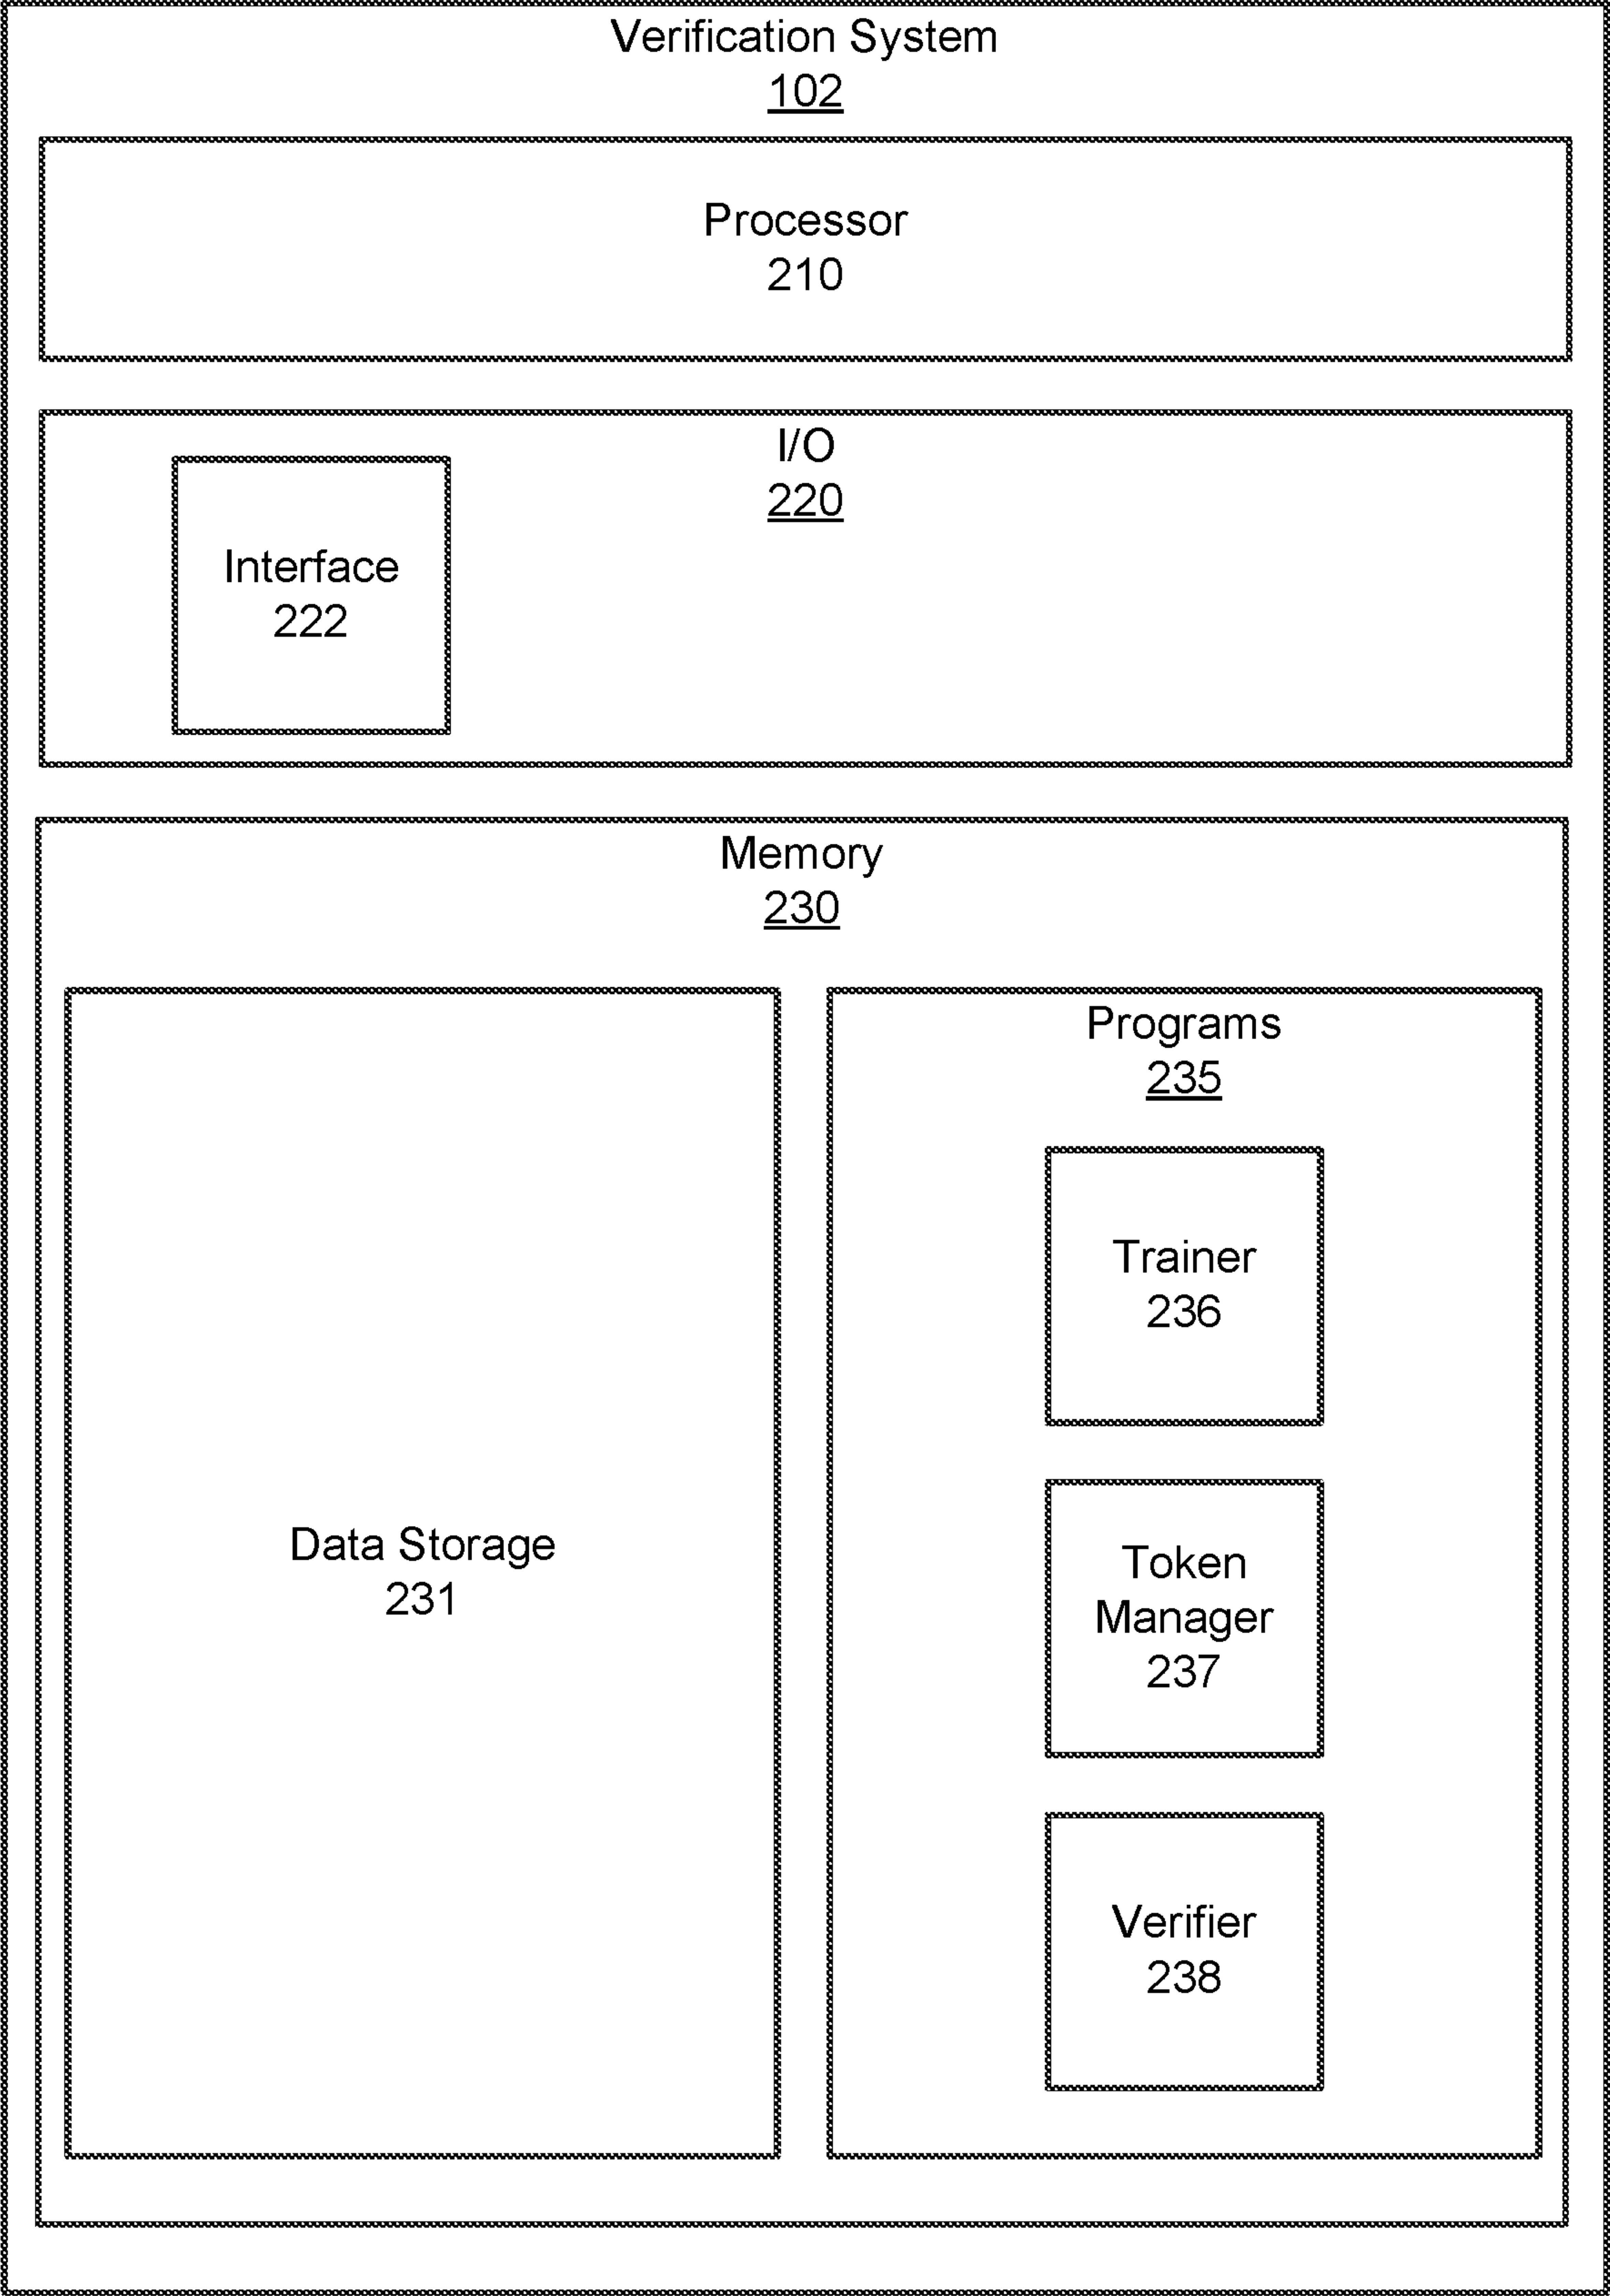 Verification System
102
Processor
210
I/O
220
Interface
222
Memory
230
Data Storage
231
Programs
235
Trainer
236
Token
Manager
237
Verifier
238